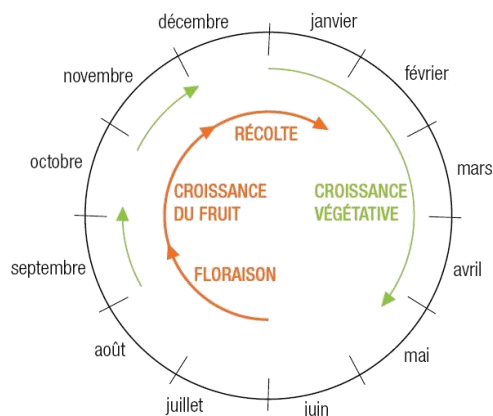 décembre
janvier
novembre
février
octobre
mars
septembre
avril
août
mai
juillet
juin
RÉCOLTE
CROISSANCE
DU FRUIT
CROISSANCE
VÉGÉTATIVE
FLORAISON